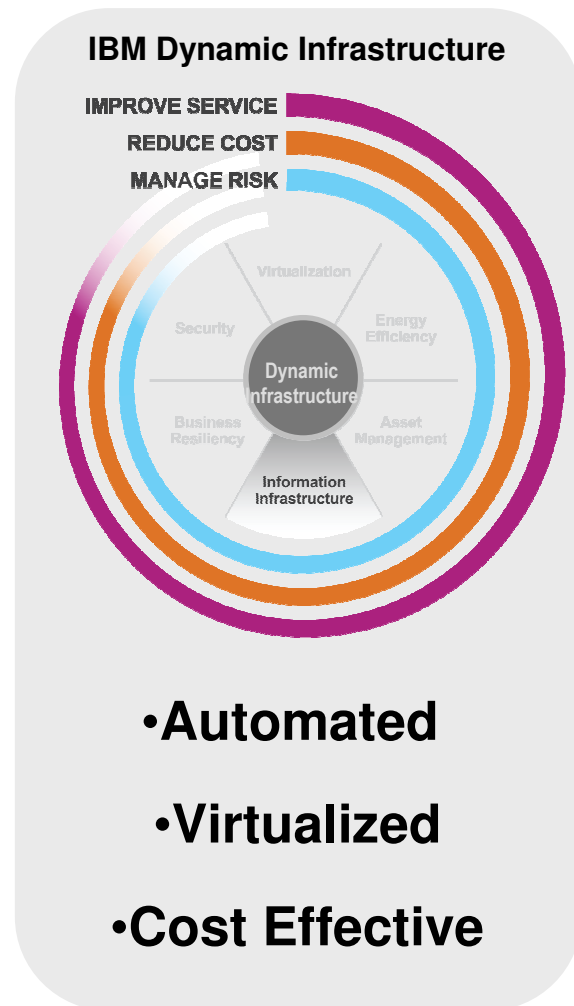 IBM Dynamic Infrastructure
IMPROVE SERVICE
REDUCE COST
MANAGE RISK
Virtualization
Security
Energy
Efficiency
Dynamic
Infrastructure
Business
Resiliency
Asset
Management
Information
Infrastructure
•Automated
•Virtualized
•Cost Effective